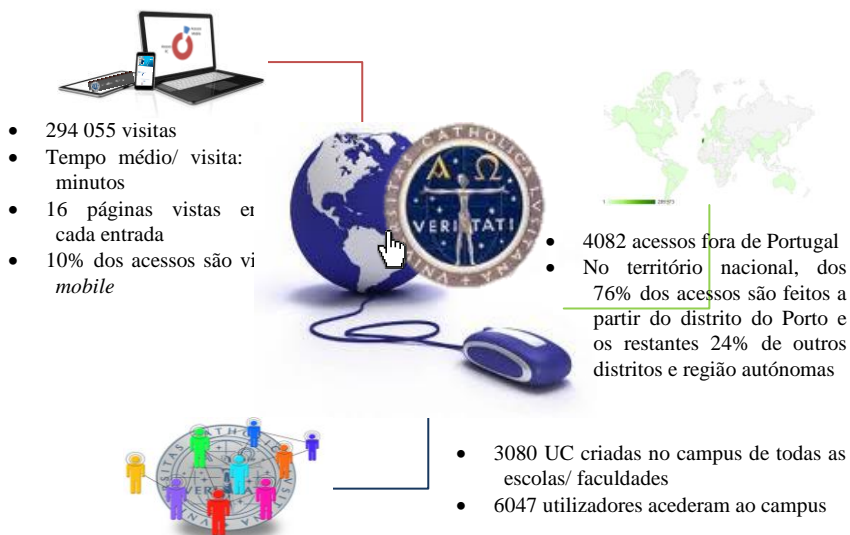 • 294 055 visitas
• Tempo médio/ visita:
minutos
• 16 páginas vistas
cada entrada
• 10% dos acessos são
mobile
VNIVERSITAS CATHOLICA LVSITANA
Α Ω
VERITATI
• 4082 acessos fora de Portugal
• No território nacional, dos
76% dos acessos são feitos a
partir do distrito do Porto e
os restantes 24% de outros
distritos e região autónomas
• 3080 UC criadas no campus de todas as
escolas/ faculdades
• 6047 utilizadores acederam ao campus